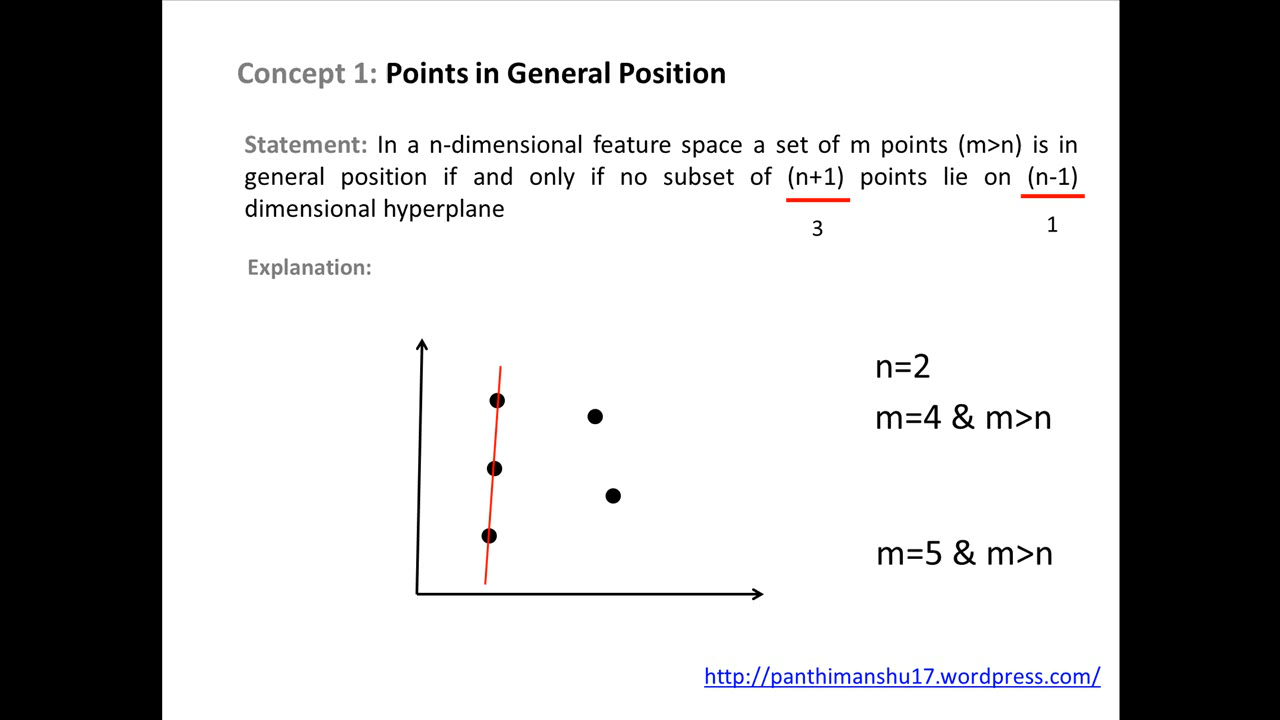 Concept 1: Points in General Position
Statement: In a n-dimensional feature space a set of m points (m>n) is in
general position if and only if no subset of (n+1) points lie on (n-1)
dimensional hyperplane
3
1
Explanation:
n=2
m=4 & m>n
m=5 & m>n
http://panthimanshu17.wordpress.com/